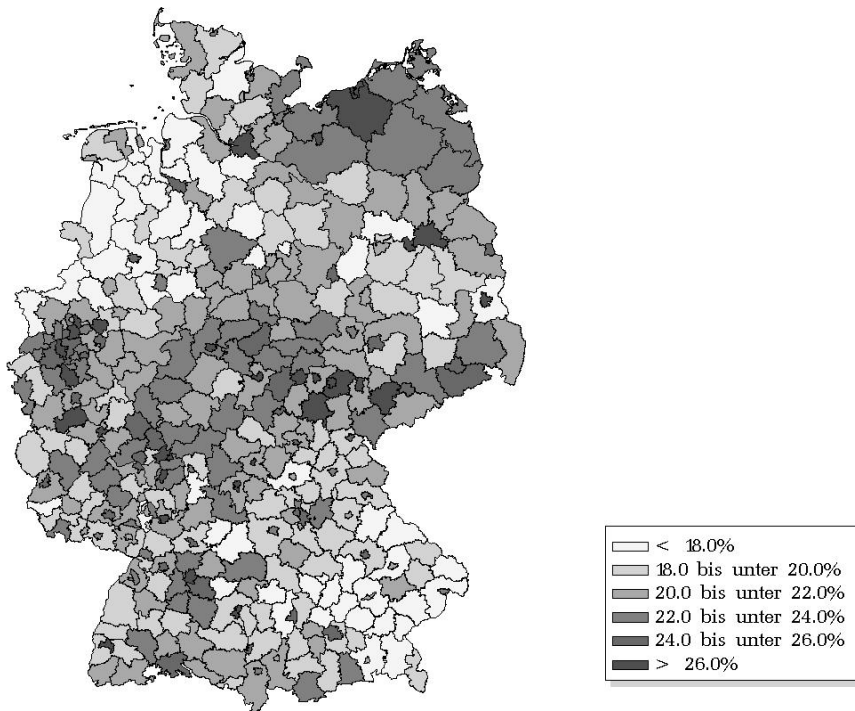 < 18.0%
18.0 bis unter 20.0%
20.0 bis unter 22.0%
22.0 bis unter 24.0%
24.0 bis unter 26.0%
> 26.0%